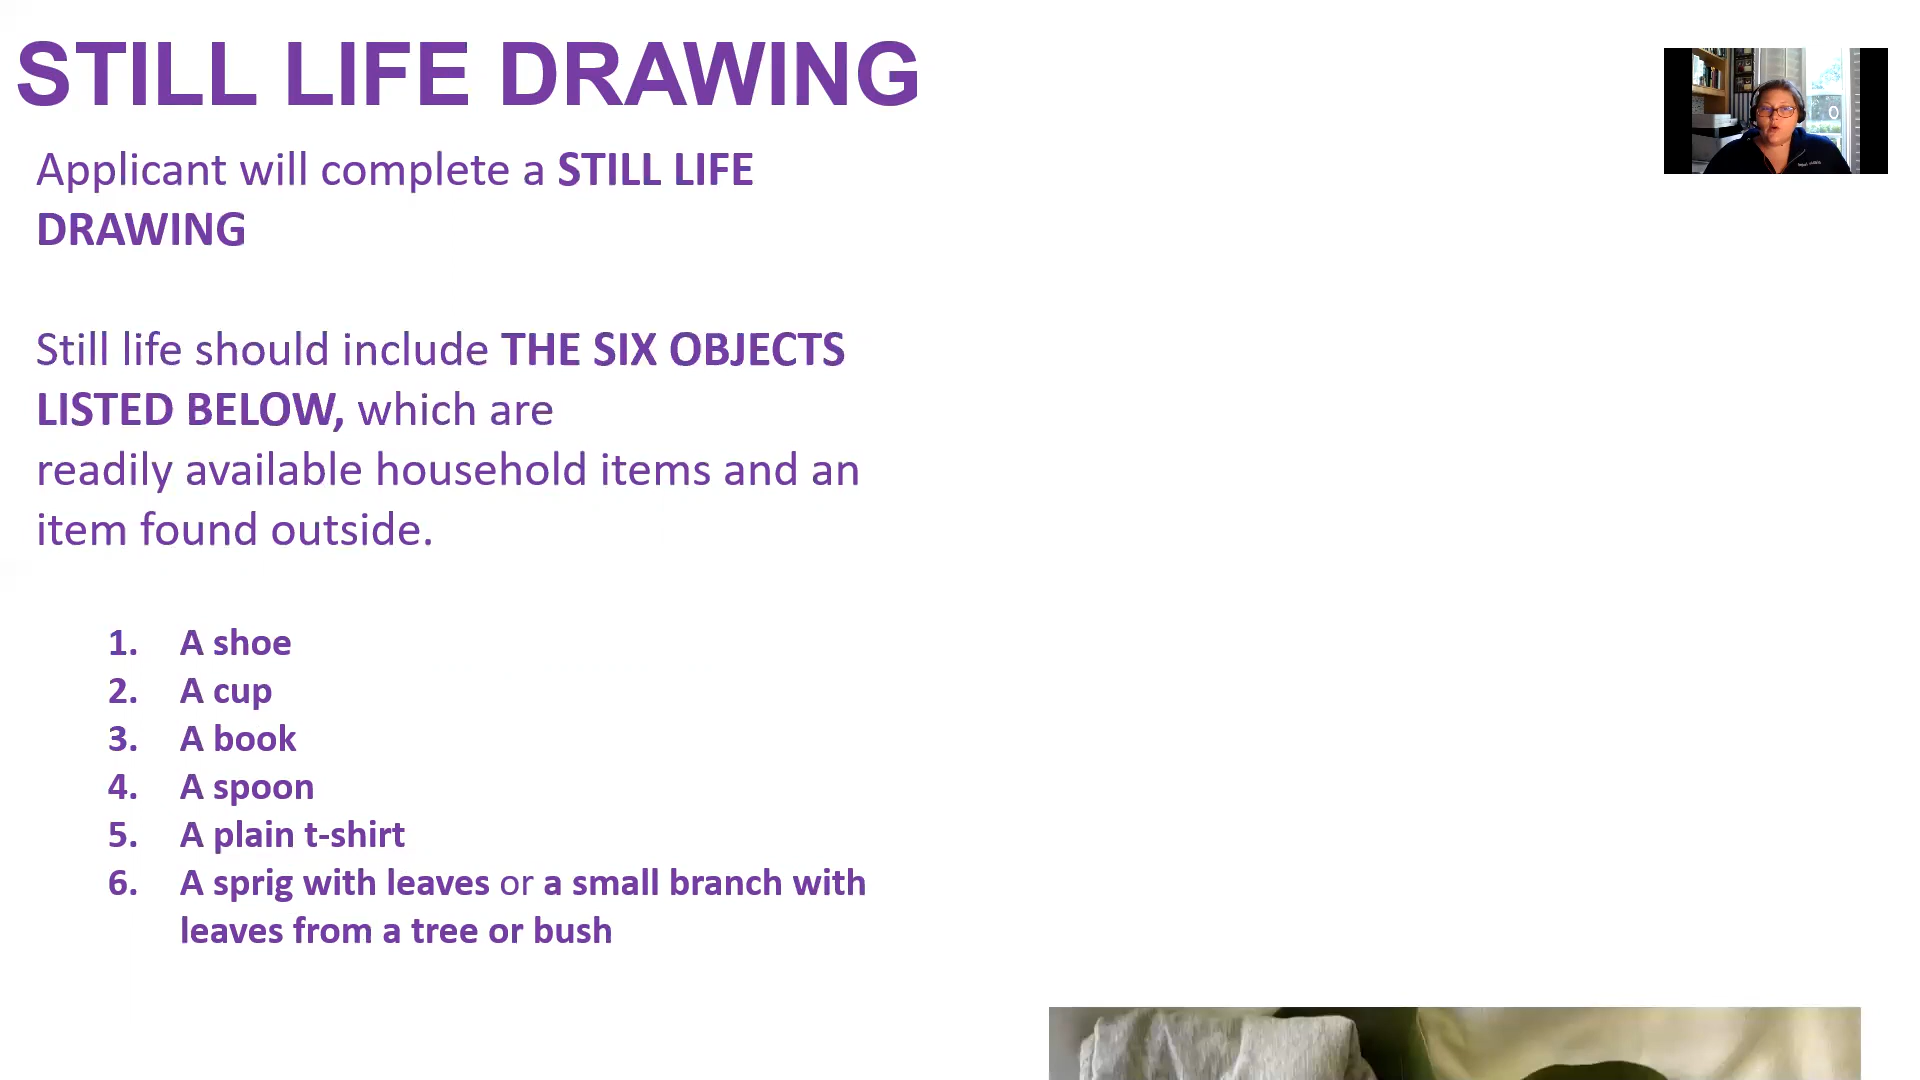 STILL LIFE DRAWING
Applicant will complete a STILL LIFE
DRAWING
Still life should include THE SIX OBJECTS
LISTED BELOW, which are
readily available household items and an
item found outside.
1. A shoe
2. A cup
3. A book
4. A spoon
5. A plain t-shirt
6. A sprig with leaves or a small branch with
leaves from a tree or bush